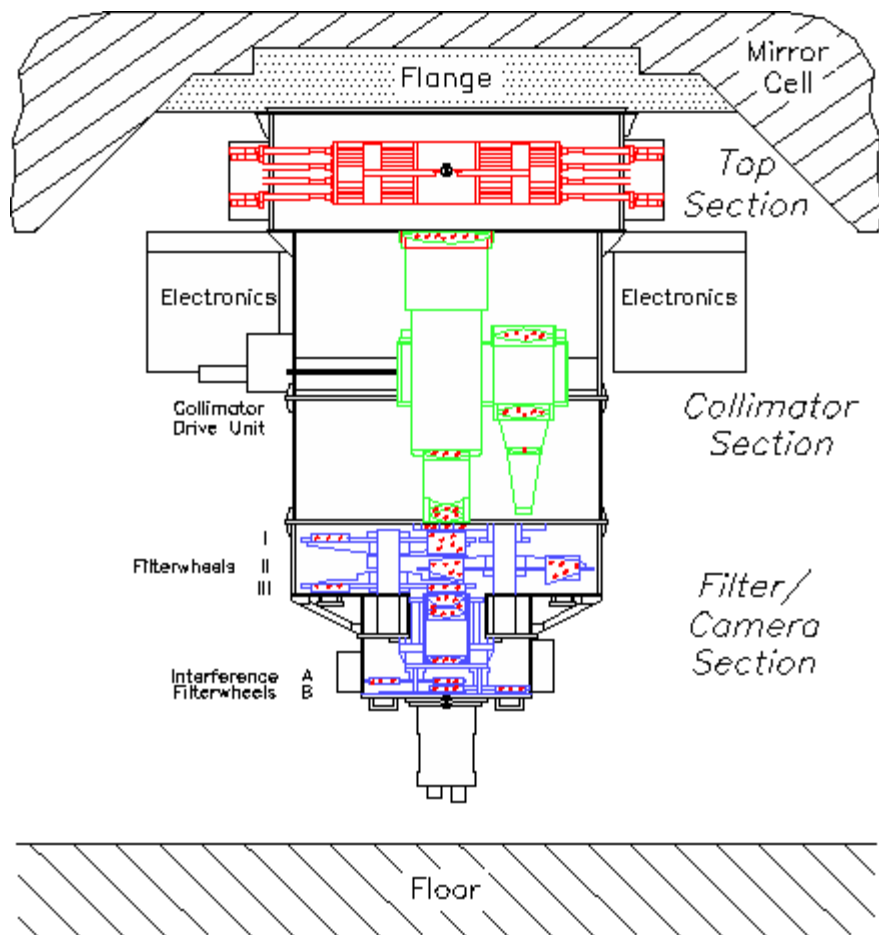 Mirror
Cell
Flange
Top
Section
Electronics
Electronics
Collimator
Drive Unit
Collimator
Section
I
Filterwheels II
III
Filter/
Camera
Section
Interference A
Filterwheels B
Floor